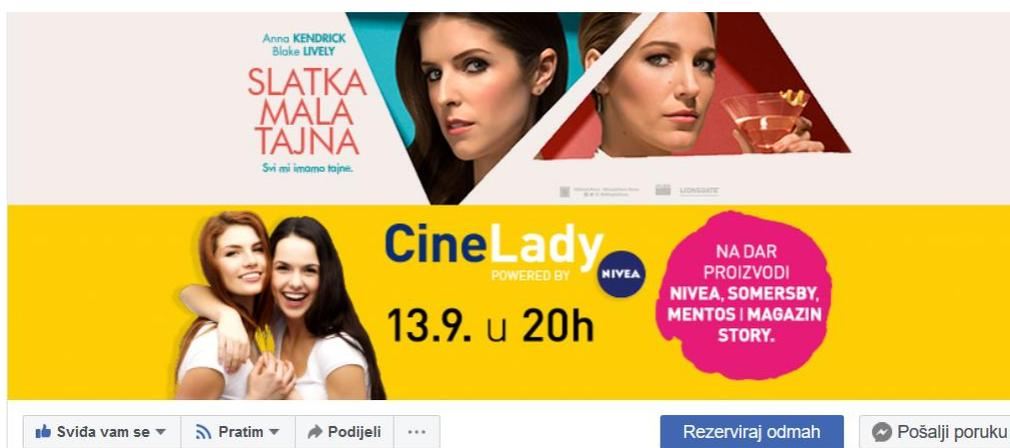 Anna KENDRICK
Blake LIVELY
SLATKA
MALA
TAJNA
Svi mi imamo tajne.
LIONSGATE
CineLady
POWERED BY
NIVEA
13.9. u 20h
NA DAR
PROIZVODI
NIVEA, SOMERSBY,
MENTOS I MAGAZIN
STORY.
Sviđa vam se
Pratim
Podijeli
...
Rezerviraj odmah
Pošalji poruku